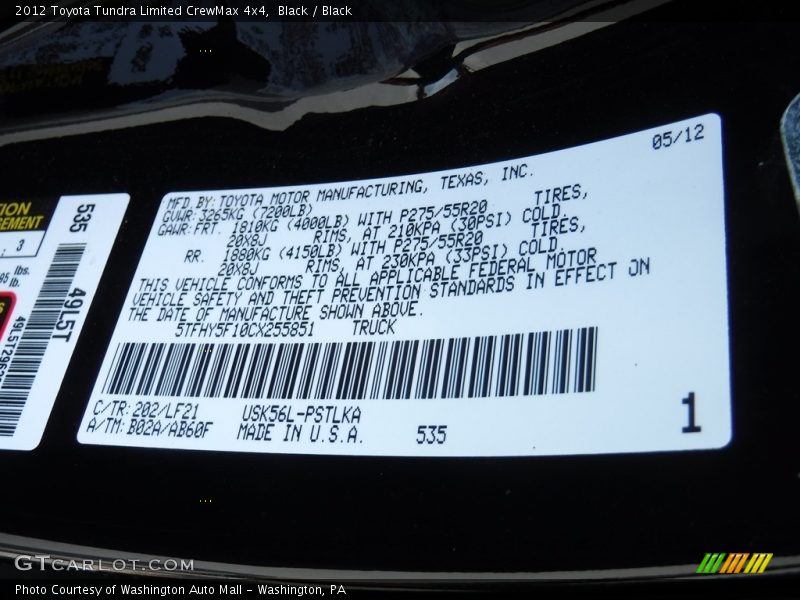 2012 Toyota Tundra Limited CrewMax 4x4, Black / Black
05/12
MFD. BY: TOYOTA MOTOR MANUFACTURING, TEXAS, INC.
GVWR: 3265KG (7200LB)
GAWR: FRT. 1810KG (4000LB) WITH P275/55R20 TIRES,
20X8J RIMS, AT 210KPA (30PSI) COLD.
RR. 1880KG (4150LB) WITH P275/55R20 TIRES,
20X8J RIMS, AT 230KPA (33PSI) COLD.
THIS VEHICLE CONFORMS TO ALL APPLICABLE FEDERAL MOTOR
VEHICLE SAFETY AND THEFT PREVENTION STANDARDS IN EFFECT ON
THE DATE OF MANUFACTURE SHOWN ABOVE.
5TFHY5F10CX255851 TRUCK
C/TR: 202/LF21 USK56L-PSTLKA
A/TM: B02A/AB60F MADE IN U.S.A. 535
1
535
49L5T
: 3
lbs.
lb.
GTCARLOT.COM
Photo Courtesy of Washington Auto Mall - Washington, PA